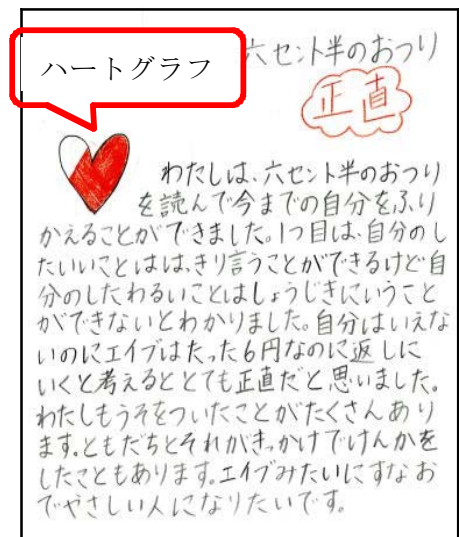 ハートグラフ
六セント半のおつり
正直
わたしは、六セント半のおつり
を読んで今までの自分をふり
かえることができました。1つ目は、自分のし
たいいことははっきり言うことができるけど自
分のしたわるいことはしょうじきにいうこと
ができないとわかりました。自分はいえな
いのにエイブはたった6円なのに返しに
いくと考えるととても正直だと思いました。
わたしもうそをついたことがたくさんあり
ます。ともだちとそれがきっかけでけんかを
したこともあります。エイブみたいにすなお
でやさしい人になりたいです。